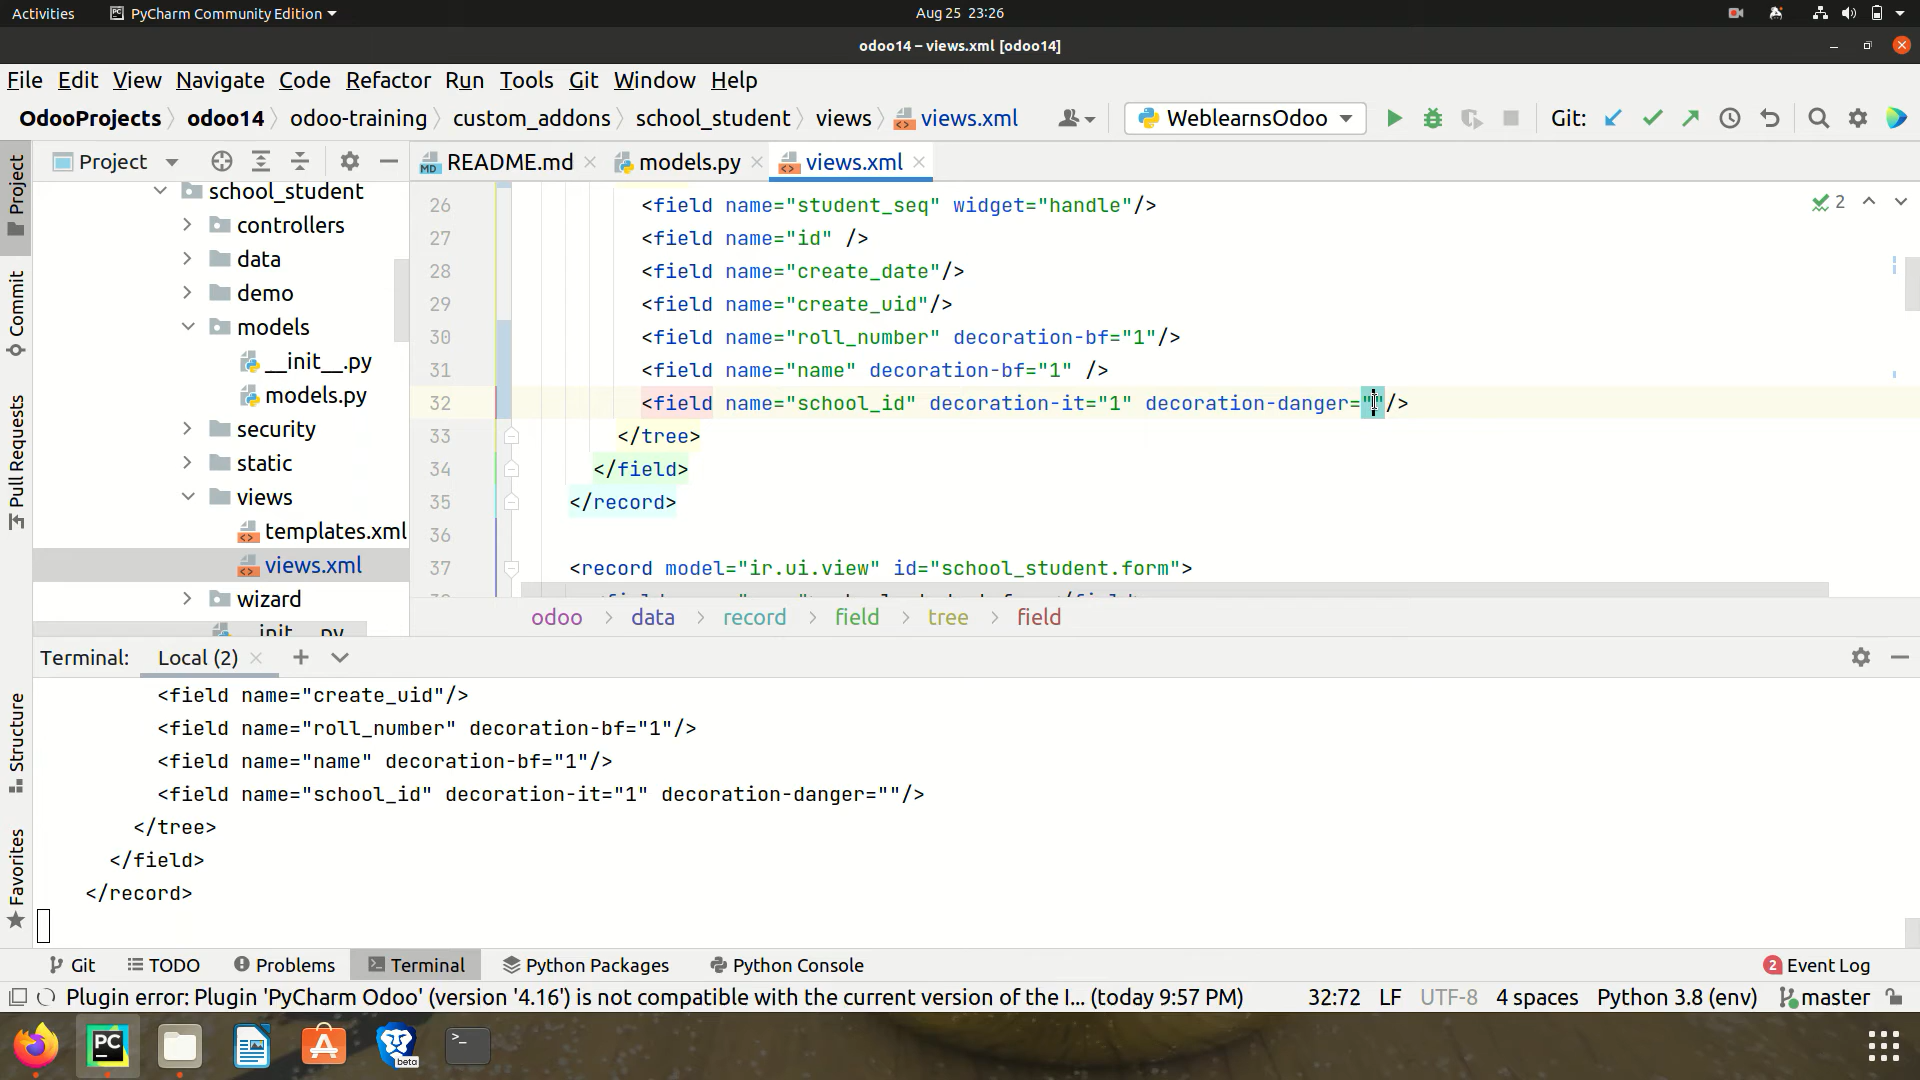 Activities PyCharm Community Edition Aug 25 23:26
odoo14 – views.xml [odoo14]
File Edit View Navigate Code Refactor Run Tools Git Window Help
OdooProjects odoo14 odoo-training custom_addons school_student views views.xml WeblearnsOdoo Git:
Project README.md models.py views.xml
school_student
controllers
data
demo
models
__init__.py
models.py
security
static
views
templates.xml
views.xml
wizard
__init__.py
Project
Commit
Pull Requests
Structure
Favorites
26 <field name="student_seq" widget="handle"/>
27 <field name="id" />
28 <field name="create_date"/>
29 <field name="create_uid"/>
30 <field name="roll_number" decoration-bf="1"/>
31 <field name="name" decoration-bf="1" />
32 <field name="school_id" decoration-it="1" decoration-danger=""/>
33 </tree>
34 </field>
35 </record>
36
37 <record model="ir.ui.view" id="school_student.form">
2
odoo > data > record > field > tree > field
Terminal: Local (2)
<field name="create_uid"/>
<field name="roll_number" decoration-bf="1"/>
<field name="name" decoration-bf="1"/>
<field name="school_id" decoration-it="1" decoration-danger=""/>
</tree>
</field>
</record>
Git TODO Problems Terminal Python Packages Python Console 2 Event Log
Plugin error: Plugin 'PyCharm Odoo' (version '4.16') is not compatible with the current version of the I... (today 9:57 PM) 32:72 LF UTF-8 4 spaces Python 3.8 (env) master
PC
beta